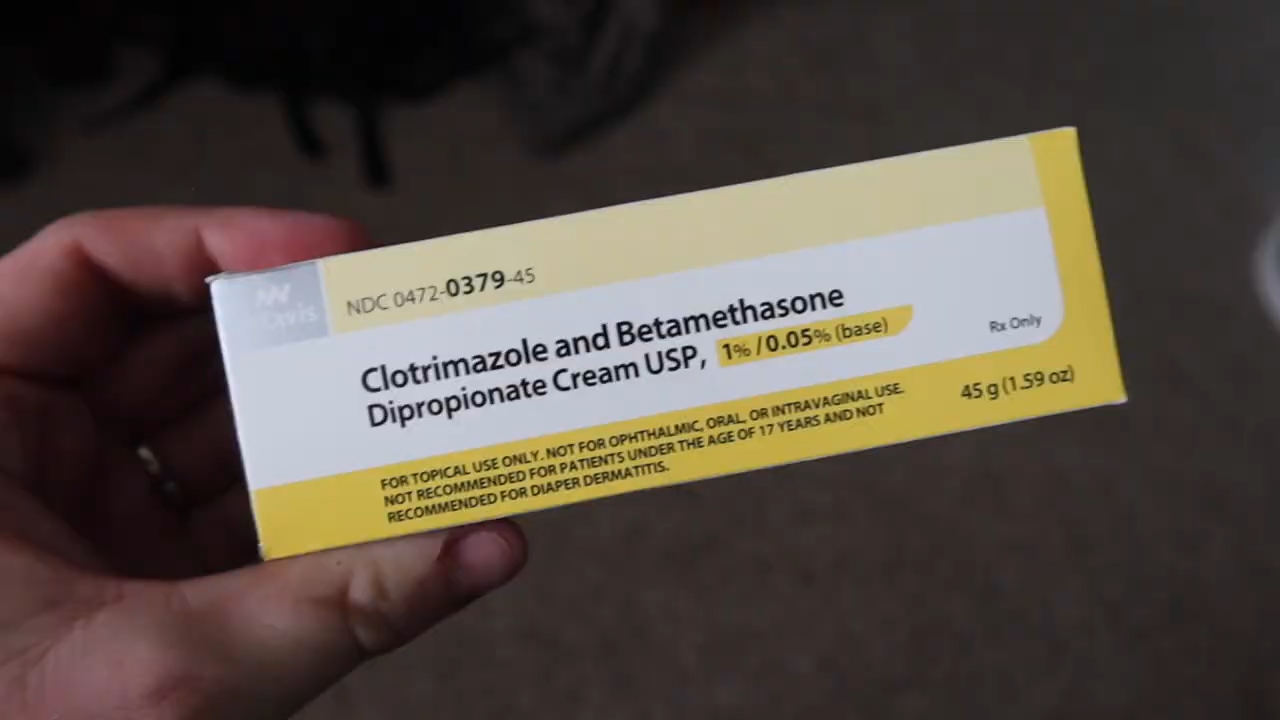 NDC 0472-0379-45
Clotrimazole and Betamethasone
Dipropionate Cream USP, 1% / 0.05% (base)
Rx Only
45 g (1.59 oz)
FOR TOPICAL USE ONLY. NOT FOR OPHTHALMIC, ORAL, OR INTRAVAGINAL USE.
NOT RECOMMENDED FOR PATIENTS UNDER THE AGE OF 17 YEARS AND NOT
RECOMMENDED FOR DIAPER DERMATITIS.